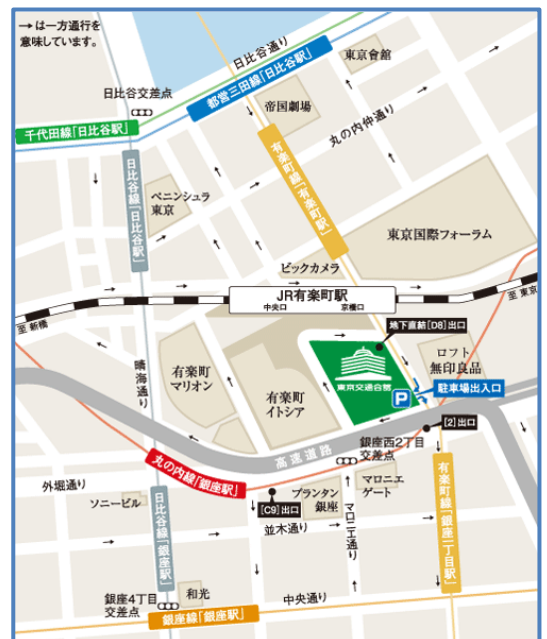 →は一方通行を
意味しています。
日比谷通り
東京會舘
都営三田線「日比谷駅」
日比谷交差点
帝国劇場
千代田線「日比谷駅」
丸の内仲通り
有楽町線「有楽町駅」
日比谷線「日比谷駅」
ペニンシュラ
東京
東京国際フォーラム
ビックカメラ
JR有楽町駅
中央口
京橋口
至 東京
至 新橋
地下直結[D8]出口
晴海通り
有楽町
マリオン
有楽町
イトシア
東京交通会館
ロフト
無印良品
P
駐車場出入口
[2]出口
高速道路
銀座西2丁目
交差点
丸の内線「銀座駅」
外堀通り
ソニービル
[C9]出口
プランタン
銀座
マロニエ
ゲート
並木通り
マロニエ通り
有楽町線「銀座一丁目駅」
日比谷線「銀座駅」
銀座4丁目
交差点
和光
中央通り
銀座線「銀座駅」